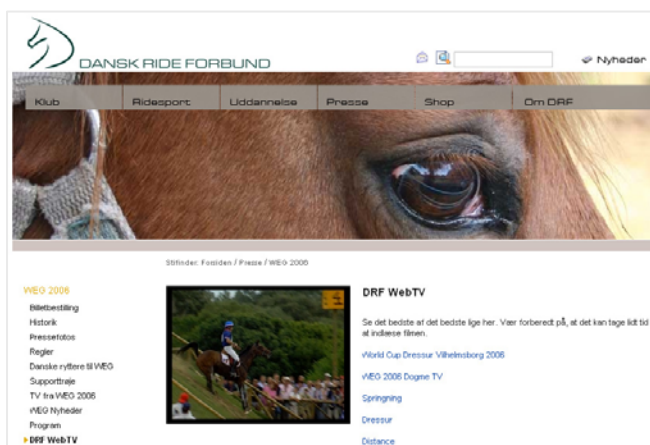 DANSK RIDE FORBUND
Nyheder
Klub
Ridesport
Uddannelse
Presse
Shop
Om DRF
Stifinder: Forsiden / Presse / WEG 2006
WEG 2006
Billetbestilling
Historik
Pressefotos
Regler
Danske ryttere til WEG
Supporttrøje
TV fra WEG 2006
WEG Nyheder
Program
DRF WebTV
DRF WebTV
Se det bedste af det bedste lige her. Vær forberedt på, at det kan tage lidt tid
at indlæse filmen.
World Cup Dressur Vilhelmsborg 2006
WEG 2006 Dogme TV
Springning
Dressur
Distance